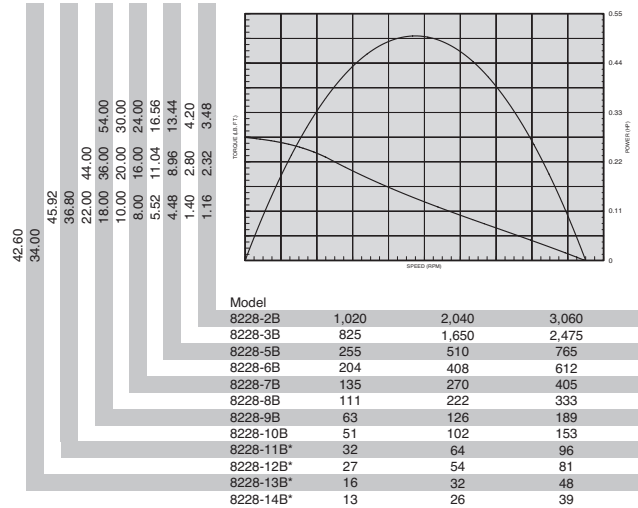 42.60
34.00
45.92
36.80
22.00 44.00
18.00 36.00 54.00
10.00 20.00 30.00
8.00 16.00 24.00
5.52 11.04 16.56
4.48 8.96 13.44
1.40 2.80 4.20
1.16 2.32 3.48
TORQUE (LB. FT.)
0.55
0.44
0.33
0.22
0.11
0
POWER (HP)
SPEED (RPM)
Model
8228-2B 1,020 2,040 3,060
8228-3B 825 1,650 2,475
8228-5B 255 510 765
8228-6B 204 408 612
8228-7B 135 270 405
8228-8B 111 222 333
8228-9B 63 126 189
8228-10B 51 102 153
8228-11B* 32 64 96
8228-12B* 27 54 81
8228-13B* 16 32 48
8228-14B* 13 26 39